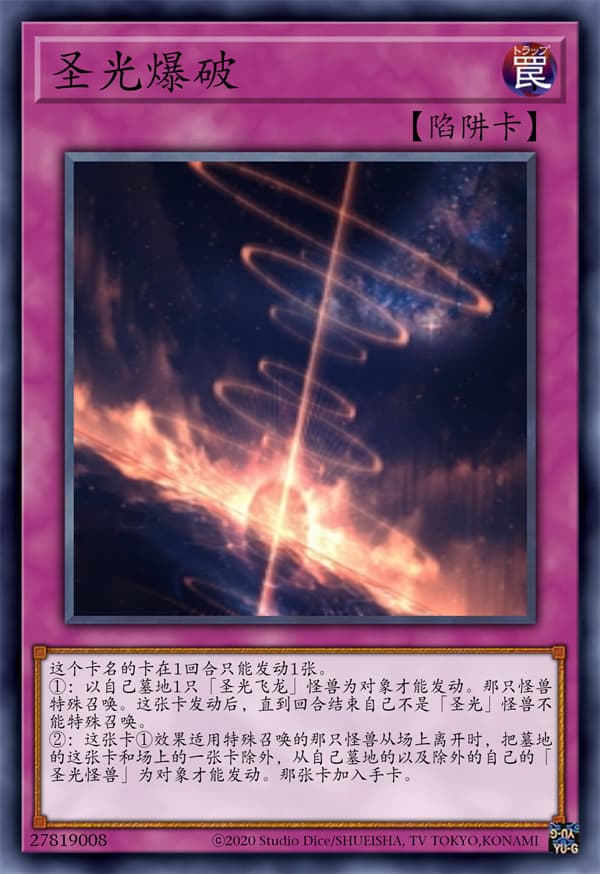 圣光爆破
トラップ
罠
【陷阱卡】
这个卡名的卡在1回合只能发动1张。
①：以自己墓地1只「圣光飞龙」怪兽为对象才能发动。那只怪兽
特殊召唤。这张卡发动后，直到回合结束自己不是「圣光」怪兽不
能特殊召唤。
②：这张卡①效果适用特殊召唤的那只怪兽从场上离开时，把墓地
的这张卡和场上的一张卡除外，从自己墓地的以及除外的自己的「
圣光怪兽」为对象才能发动。那张卡加入手卡。
27819008
©2020 Studio Dice/SHUEISHA, TV TOKYO,KONAMI
YU-G